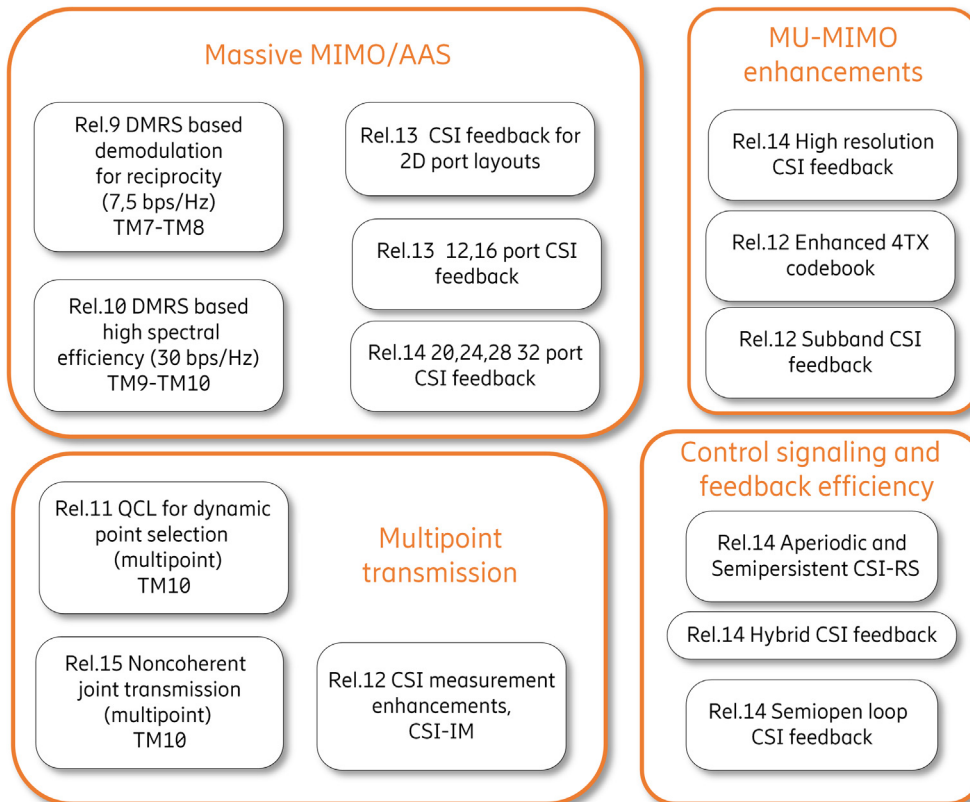 Massive MIMO/AAS
Rel.9 DMRS based
demodulation
for reciprocity
(7,5 bps/Hz)
TM7-TM8
Rel.10 DMRS based
high spectral
efficiency (30 bps/Hz)
TM9-TM10
Rel.13 CSI feedback for
2D port layouts
Rel.13 12,16 port CSI
feedback
Rel.14 20,24,28 32 port
CSI feedback
MU-MIMO
enhancements
Rel.14 High resolution
CSI feedback
Rel.12 Enhanced 4TX
codebook
Rel.12 Subband CSI
feedback
Multipoint
transmission
Rel.11 QCL for dynamic
point selection
(multipoint)
TM10
Rel.15 Noncoherent
joint transmission
(multipoint)
TM10
Rel.12 CSI measurement
enhancements,
CSI-IM
Control signaling and
feedback efficiency
Rel.14 Aperiodic and
Semipersistent CSI-RS
Rel.14 Hybrid CSI feedback
Rel.14 Semiopen loop
CSI feedback